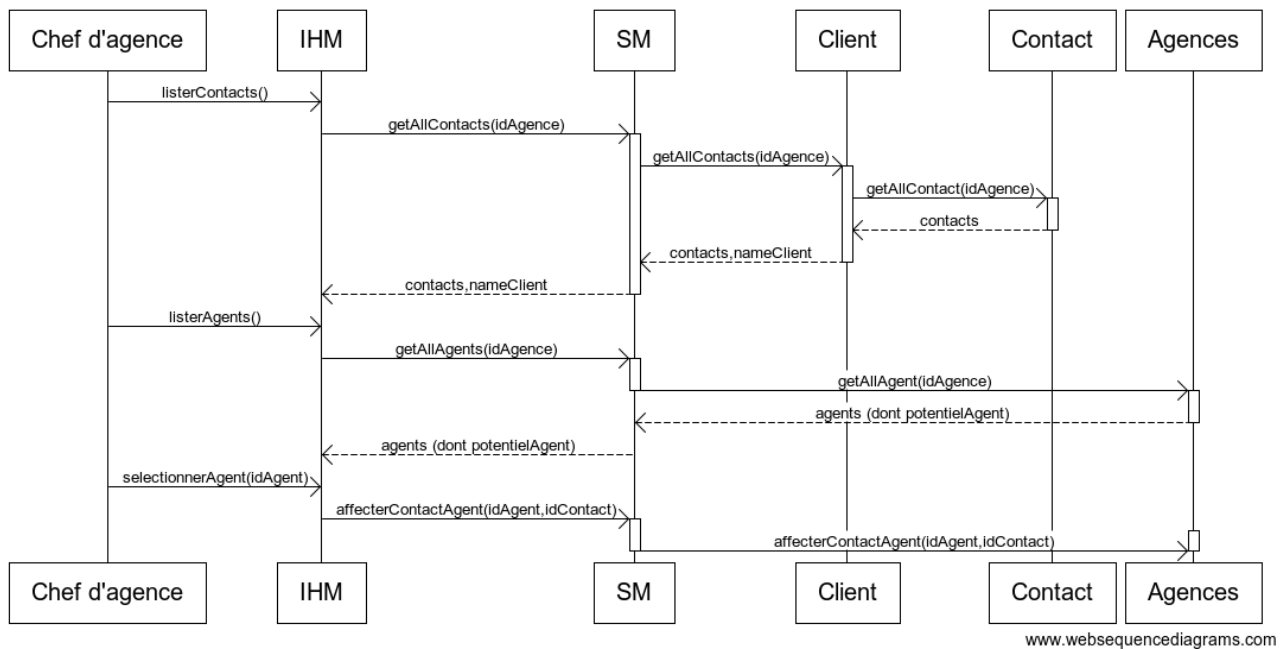 Chef d'agence IHM SM Client Contact Agences
listerContacts()
getAllContacts(idAgence)
getAllContacts(idAgence)
getAllContact(idAgence)
contacts
contacts,nameClient
contacts,nameClient
listerAgents()
getAllAgents(idAgence)
getAllAgent(idAgence)
agents (dont potentielAgent)
agents (dont potentielAgent)
selectionnerAgent(idAgent)
affecterContactAgent(idAgent,idContact)
affecterContactAgent(idAgent,idContact)
Chef d'agence IHM SM Client Contact Agences
www.websequencediagrams.com